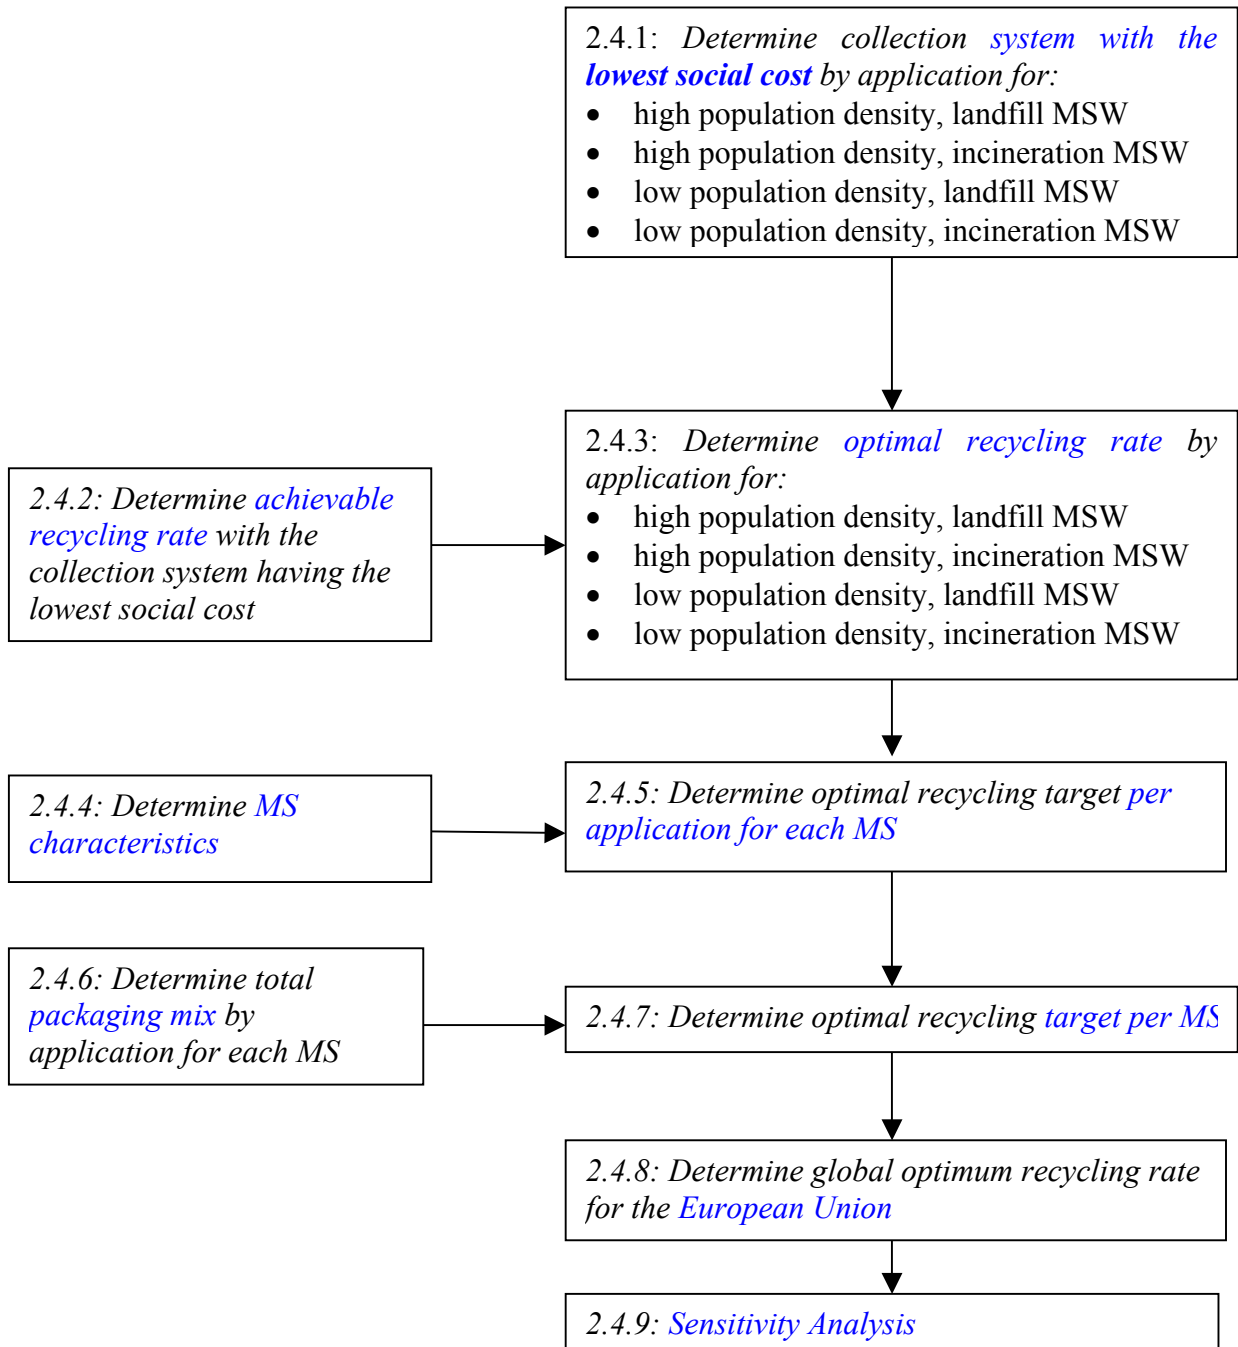 2.4.1: Determine collection system with the
lowest social cost by application for:
• high population density, landfill MSW
• high population density, incineration MSW
• low population density, landfill MSW
• low population density, incineration MSW
2.4.3: Determine optimal recycling rate by
application for:
• high population density, landfill MSW
• high population density, incineration MSW
• low population density, landfill MSW
• low population density, incineration MSW
2.4.2: Determine achievable
recycling rate with the
collection system having the
lowest social cost
2.4.4: Determine MS
characteristics
2.4.5: Determine optimal recycling target per
application for each MS
2.4.6: Determine total
packaging mix by
application for each MS
2.4.7: Determine optimal recycling target per MS
2.4.8: Determine global optimum recycling rate
for the European Union
2.4.9: Sensitivity Analysis